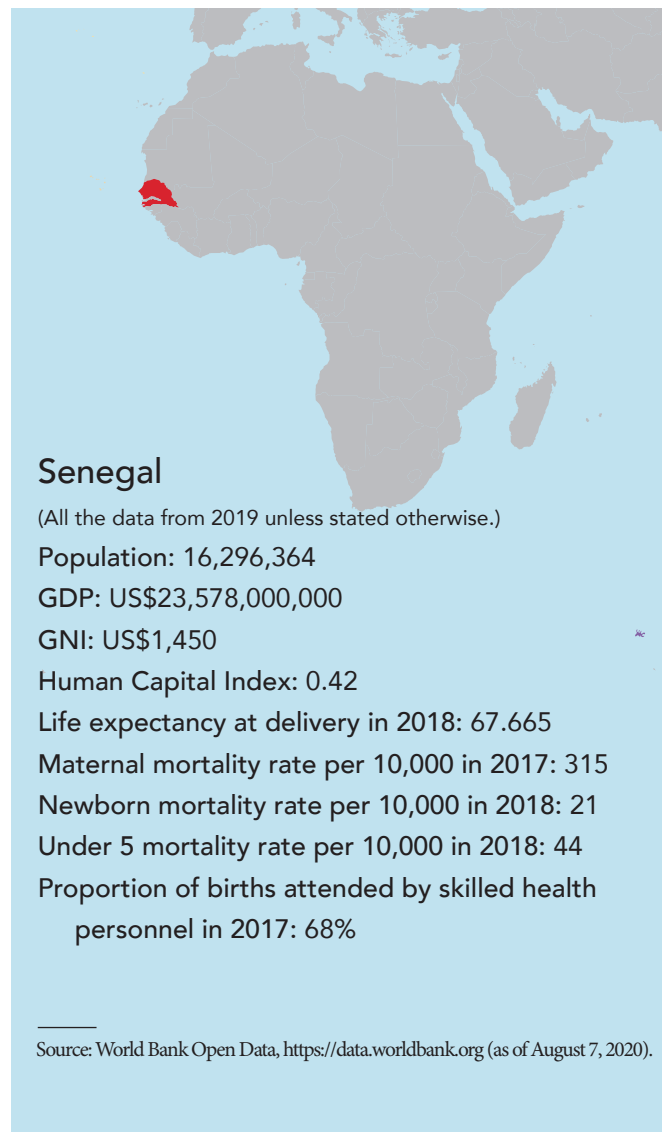 Senegal
(All the data from 2019 unless stated otherwise.)
Population: 16,296,364
GDP: US$23,578,000,000
GNI: US$1,450
Human Capital Index: 0.42
Life expectancy at delivery in 2018: 67.665
Maternal mortality rate per 10,000 in 2017: 315
Newborn mortality rate per 10,000 in 2018: 21
Under 5 mortality rate per 10,000 in 2018: 44
Proportion of births attended by skilled health
personnel in 2017: 68%
Source: World Bank Open Data, https://data.worldbank.org (as of August 7, 2020).